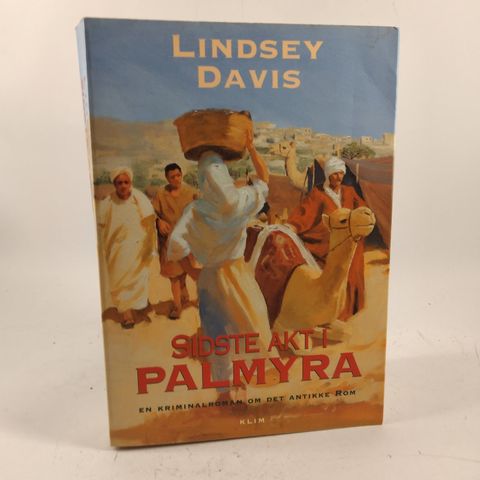 LINDSEY
DAVIS
SIDSTE AKT I
PALMYRA
EN KRIMINALROMAN OM DET ANTIKKE ROM
KLIM